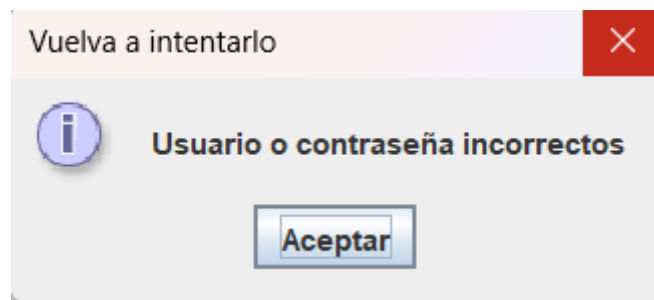 Vuelva a intentarlo
Usuario o contraseña incorrectos
Aceptar